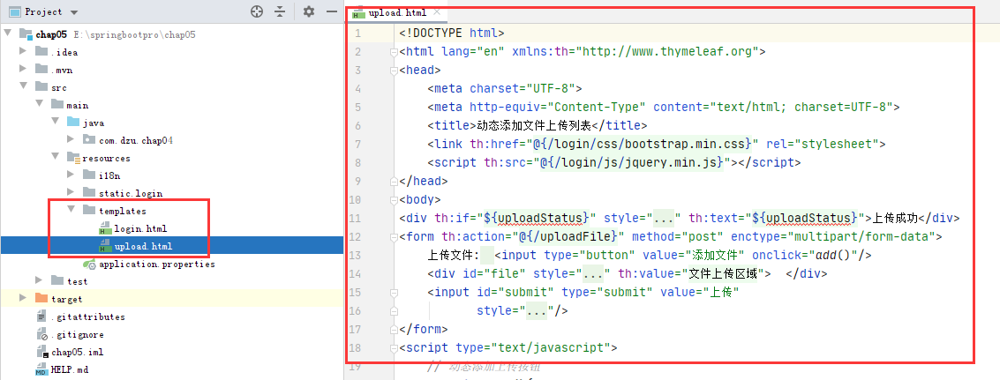 Project
chap05 E:\springbootpro\chap05
.idea
.mvn
src
main
java
com.dzu.chap04
resources
i18n
static.login
templates
login.html
upload.html
application.properties
test
target
.gitattributes
.gitignore
chap05.iml
HELP.md
upload.html
1 <!DOCTYPE html>
2 <html lang="en" xmlns:th="http://www.thymeleaf.org">
3 <head>
4 <meta charset="UTF-8">
5 <meta http-equiv="Content-Type" content="text/html; charset=UTF-8">
6 <title>动态添加文件上传列表</title>
7 <link th:href="@{/login/css/bootstrap.min.css}" rel="stylesheet">
8 <script th:src="@{/login/js/jquery.min.js}"></script>
9 </head>
10 <body>
11 <div th:if="${uploadStatus}" style="..." th:text="${uploadStatus}">上传成功</div>
12 <form th:action="@{/uploadFile}" method="post" enctype="multipart/form-data">
13 上传文件: <input type="button" value="添加文件" onclick="add()"/>
14 <div id="file" style="..." th:value="文件上传区域"> </div>
15 <input id="submit" type="submit" value="上传"
16 style="..."/>
17 </form>
18 <script type="text/javascript">
19 // 动态添加上传按钮